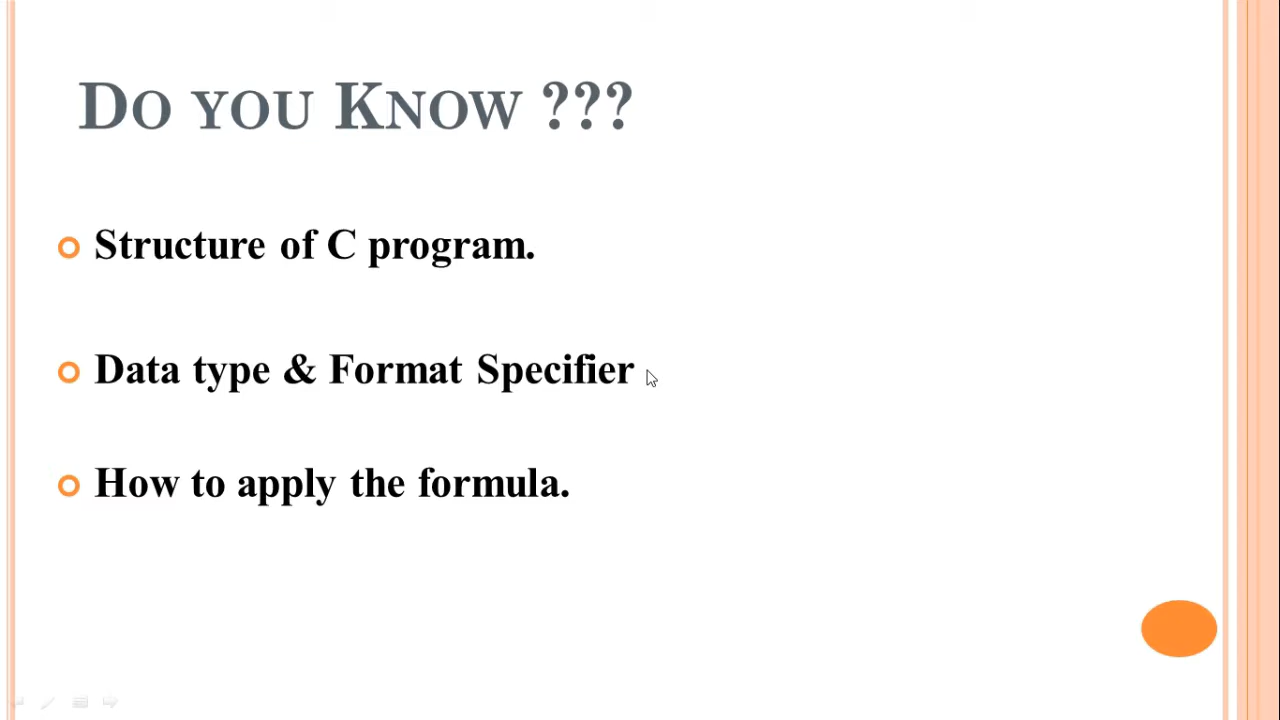 Do you Know ???
Structure of C program.
Data type & Format Specifier
How to apply the formula.